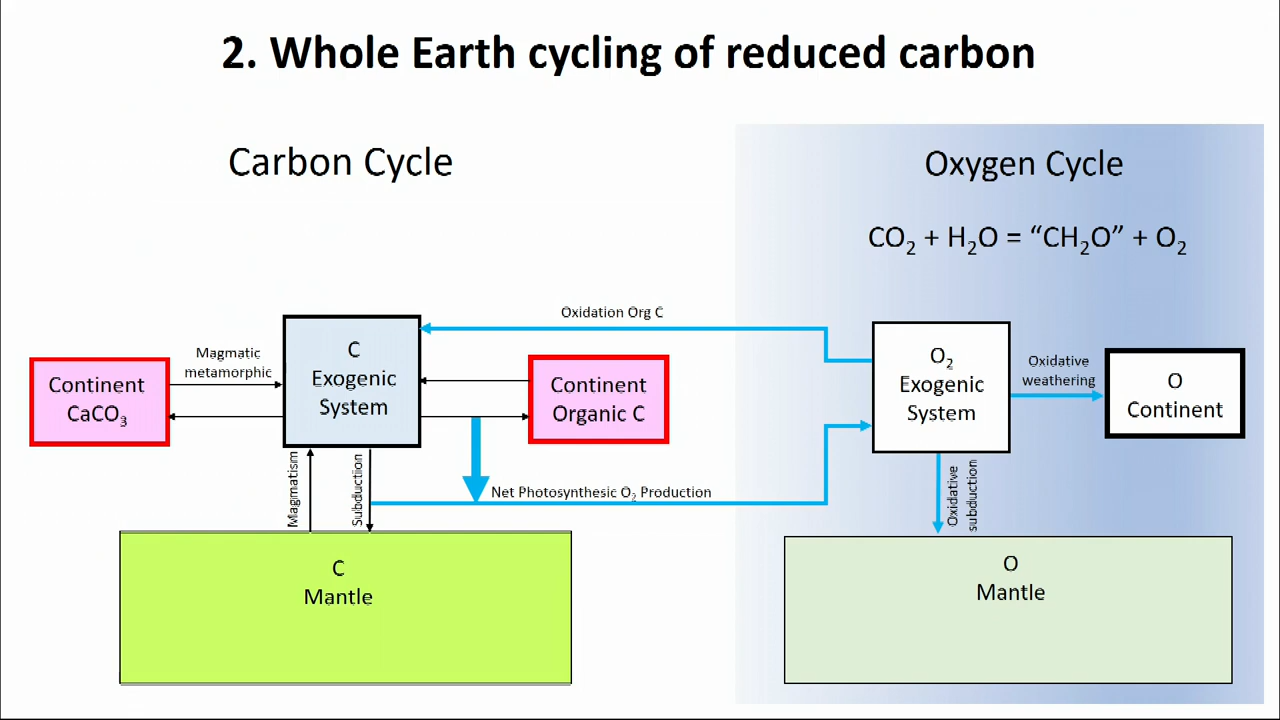 2. Whole Earth cycling of reduced carbon
Carbon Cycle
Oxygen Cycle
CO₂ + H₂O = “CH₂O” + O₂
Oxidation Org C
Continent
CaCO₃
Magmatic
metamorphic
C
Exogenic
System
Continent
Organic C
O₂
Exogenic
System
Oxidative
weathering
O
Continent
Magmatism
Subduction
Net Photosynthesic O₂ Production
Oxidative
subduction
C
Mantle
O
Mantle